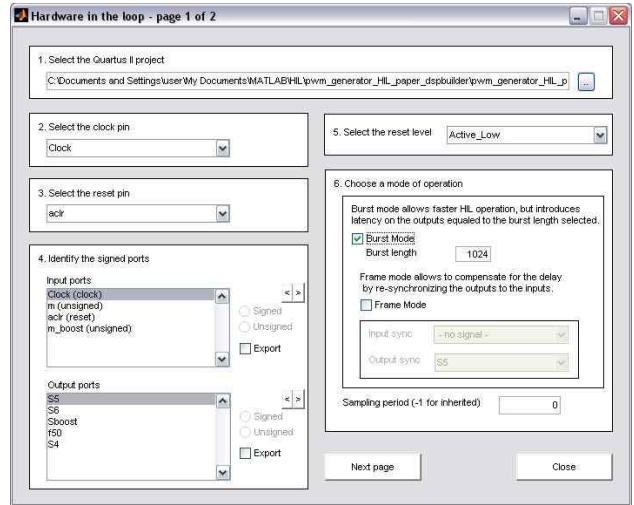 Hardware in the loop - page 1 of 2
1. Select the Quartus II project
C:\Documents and Settings\user\My Documents\MATLAB\HIL\pwm_generator_HIL_paper_dspbuilder\pwm_generator_HIL_p
..
2. Select the clock pin
Clock
3. Select the reset pin
aclr
4. Identify the signed ports
Input ports
Clock (clock)
m (unsigned)
aclr (reset)
m_boost (unsigned)
< >
Signed
Unsigned
Export
Output ports
S5
S6
Sboost
f50
S4
< >
Signed
Unsigned
Export
5. Select the reset level
Active_Low
6. Choose a mode of operation
Burst mode allows faster HIL operation, but introduces
latency on the outputs equaled to the burst length selected.
Burst Mode
Burst length 1024
Frame mode allows to compensate for the delay
by re-synchronizing the outputs to the inputs.
Frame Mode
Input sync - no signal -
Output sync S5
Sampling period (-1 for inherited) 0
Next page
Close